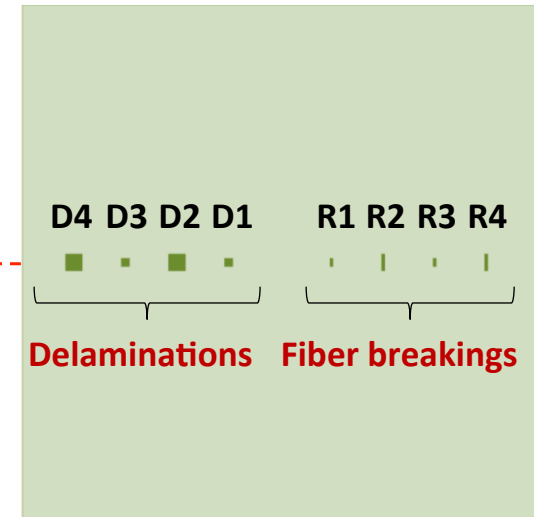 D4 D3 D2 D1 R1 R2 R3 R4
Delaminations Fiber breakings